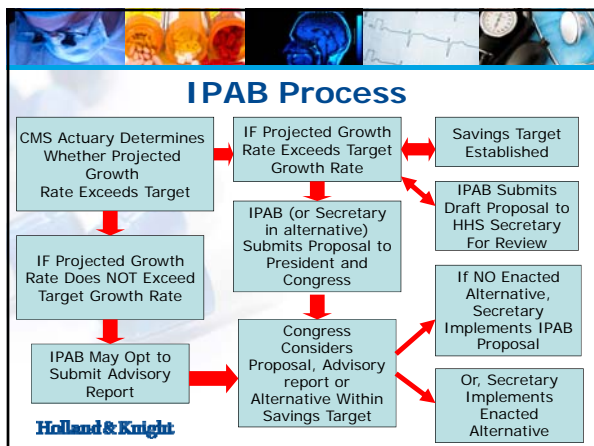 IPAB Process
CMS Actuary Determines
Whether Projected
Growth
Rate Exceeds Target
IF Projected Growth
Rate Exceeds Target
Growth Rate
Savings Target
Established
IPAB Submits
Draft Proposal to
HHS Secretary
For Review
IPAB (or Secretary
in alternative)
Submits Proposal to
President and
Congress
IF Projected Growth
Rate Does NOT Exceed
Target Growth Rate
If NO Enacted
Alternative,
Secretary
Implements IPAB
Proposal
IPAB May Opt to
Submit Advisory
Report
Congress
Considers
Proposal, Advisory
report or
Alternative Within
Savings Target
Or, Secretary
Implements
Enacted
Alternative
Holland & Knight